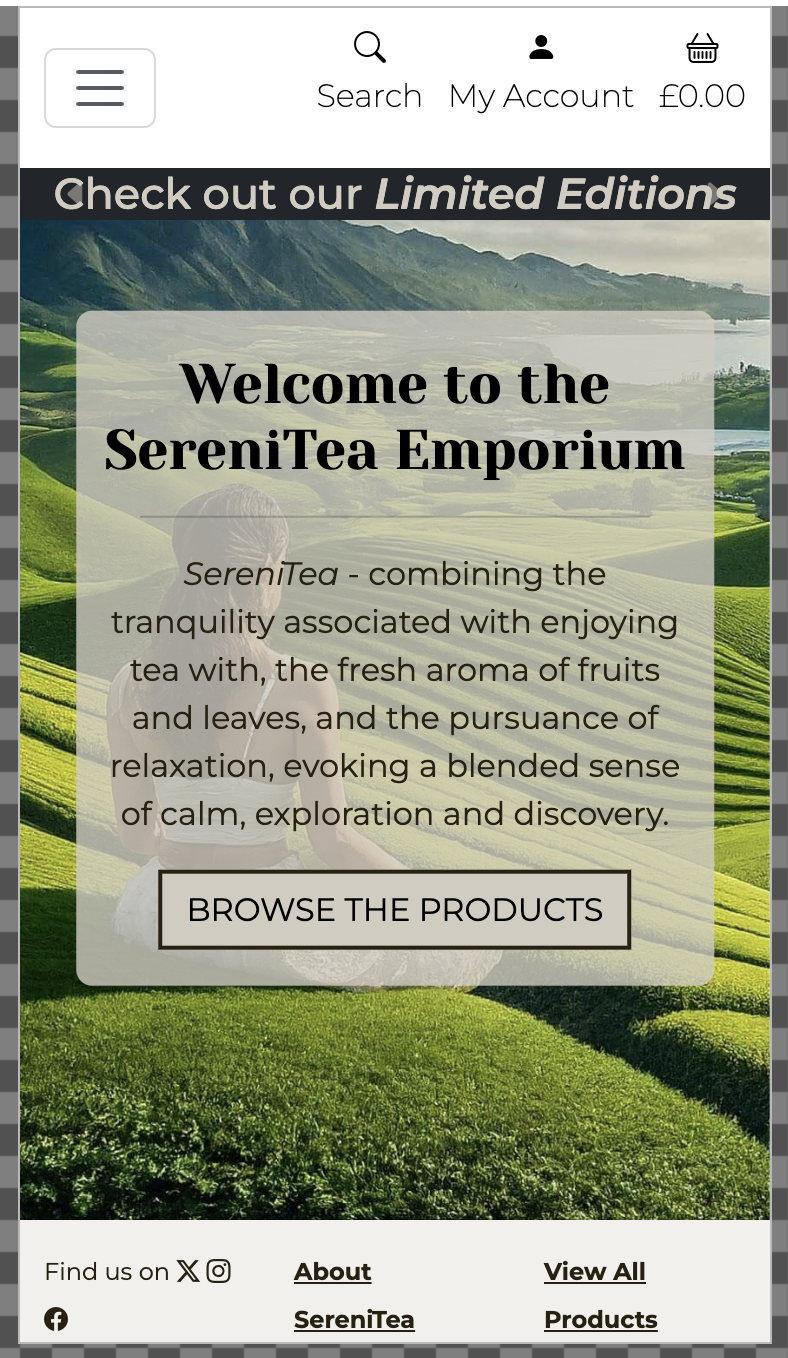 Search My Account £0.00
Check out our Limited Editions
Welcome to the
SereniTea Emporium
SereniTea - combining the
tranquility associated with enjoying
tea with, the fresh aroma of fruits
and leaves, and the pursuance of
relaxation, evoking a blended sense
of calm, exploration and discovery.
BROWSE THE PRODUCTS
Find us on
About
SereniTea
View All
Products